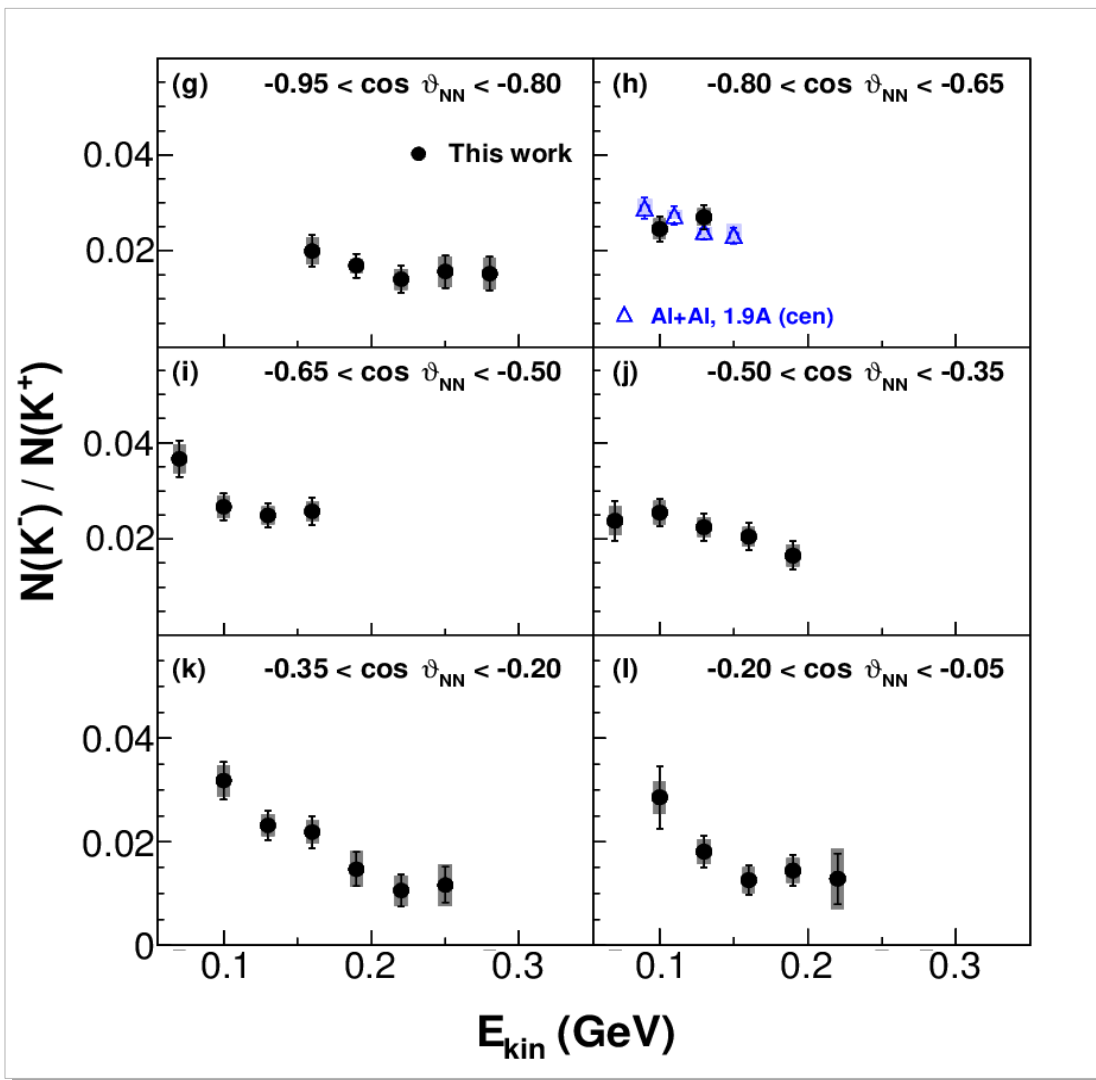 (g) -0.95 < cos ϑNN < -0.80
(h) -0.80 < cos ϑNN < -0.65
This work
Al+Al, 1.9A (cen)
0.04
0.02
(i) -0.65 < cos ϑNN < -0.50
(j) -0.50 < cos ϑNN < -0.35
0.04
0.02
(k) -0.35 < cos ϑNN < -0.20
(l) -0.20 < cos ϑNN < -0.05
0.04
0.02
0
0.1 0.2 0.3 0.1 0.2 0.3
N(K-) / N(K+)
Ekin (GeV)